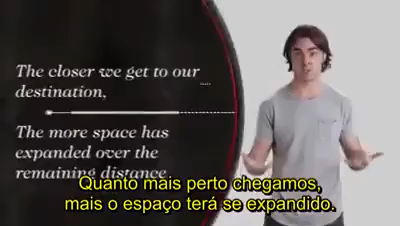 The closer we get to our
destination,
The more space has
expanded over the
remaining distance
Quanto mais perto chegamos,
mais o espaço terá se expandido.